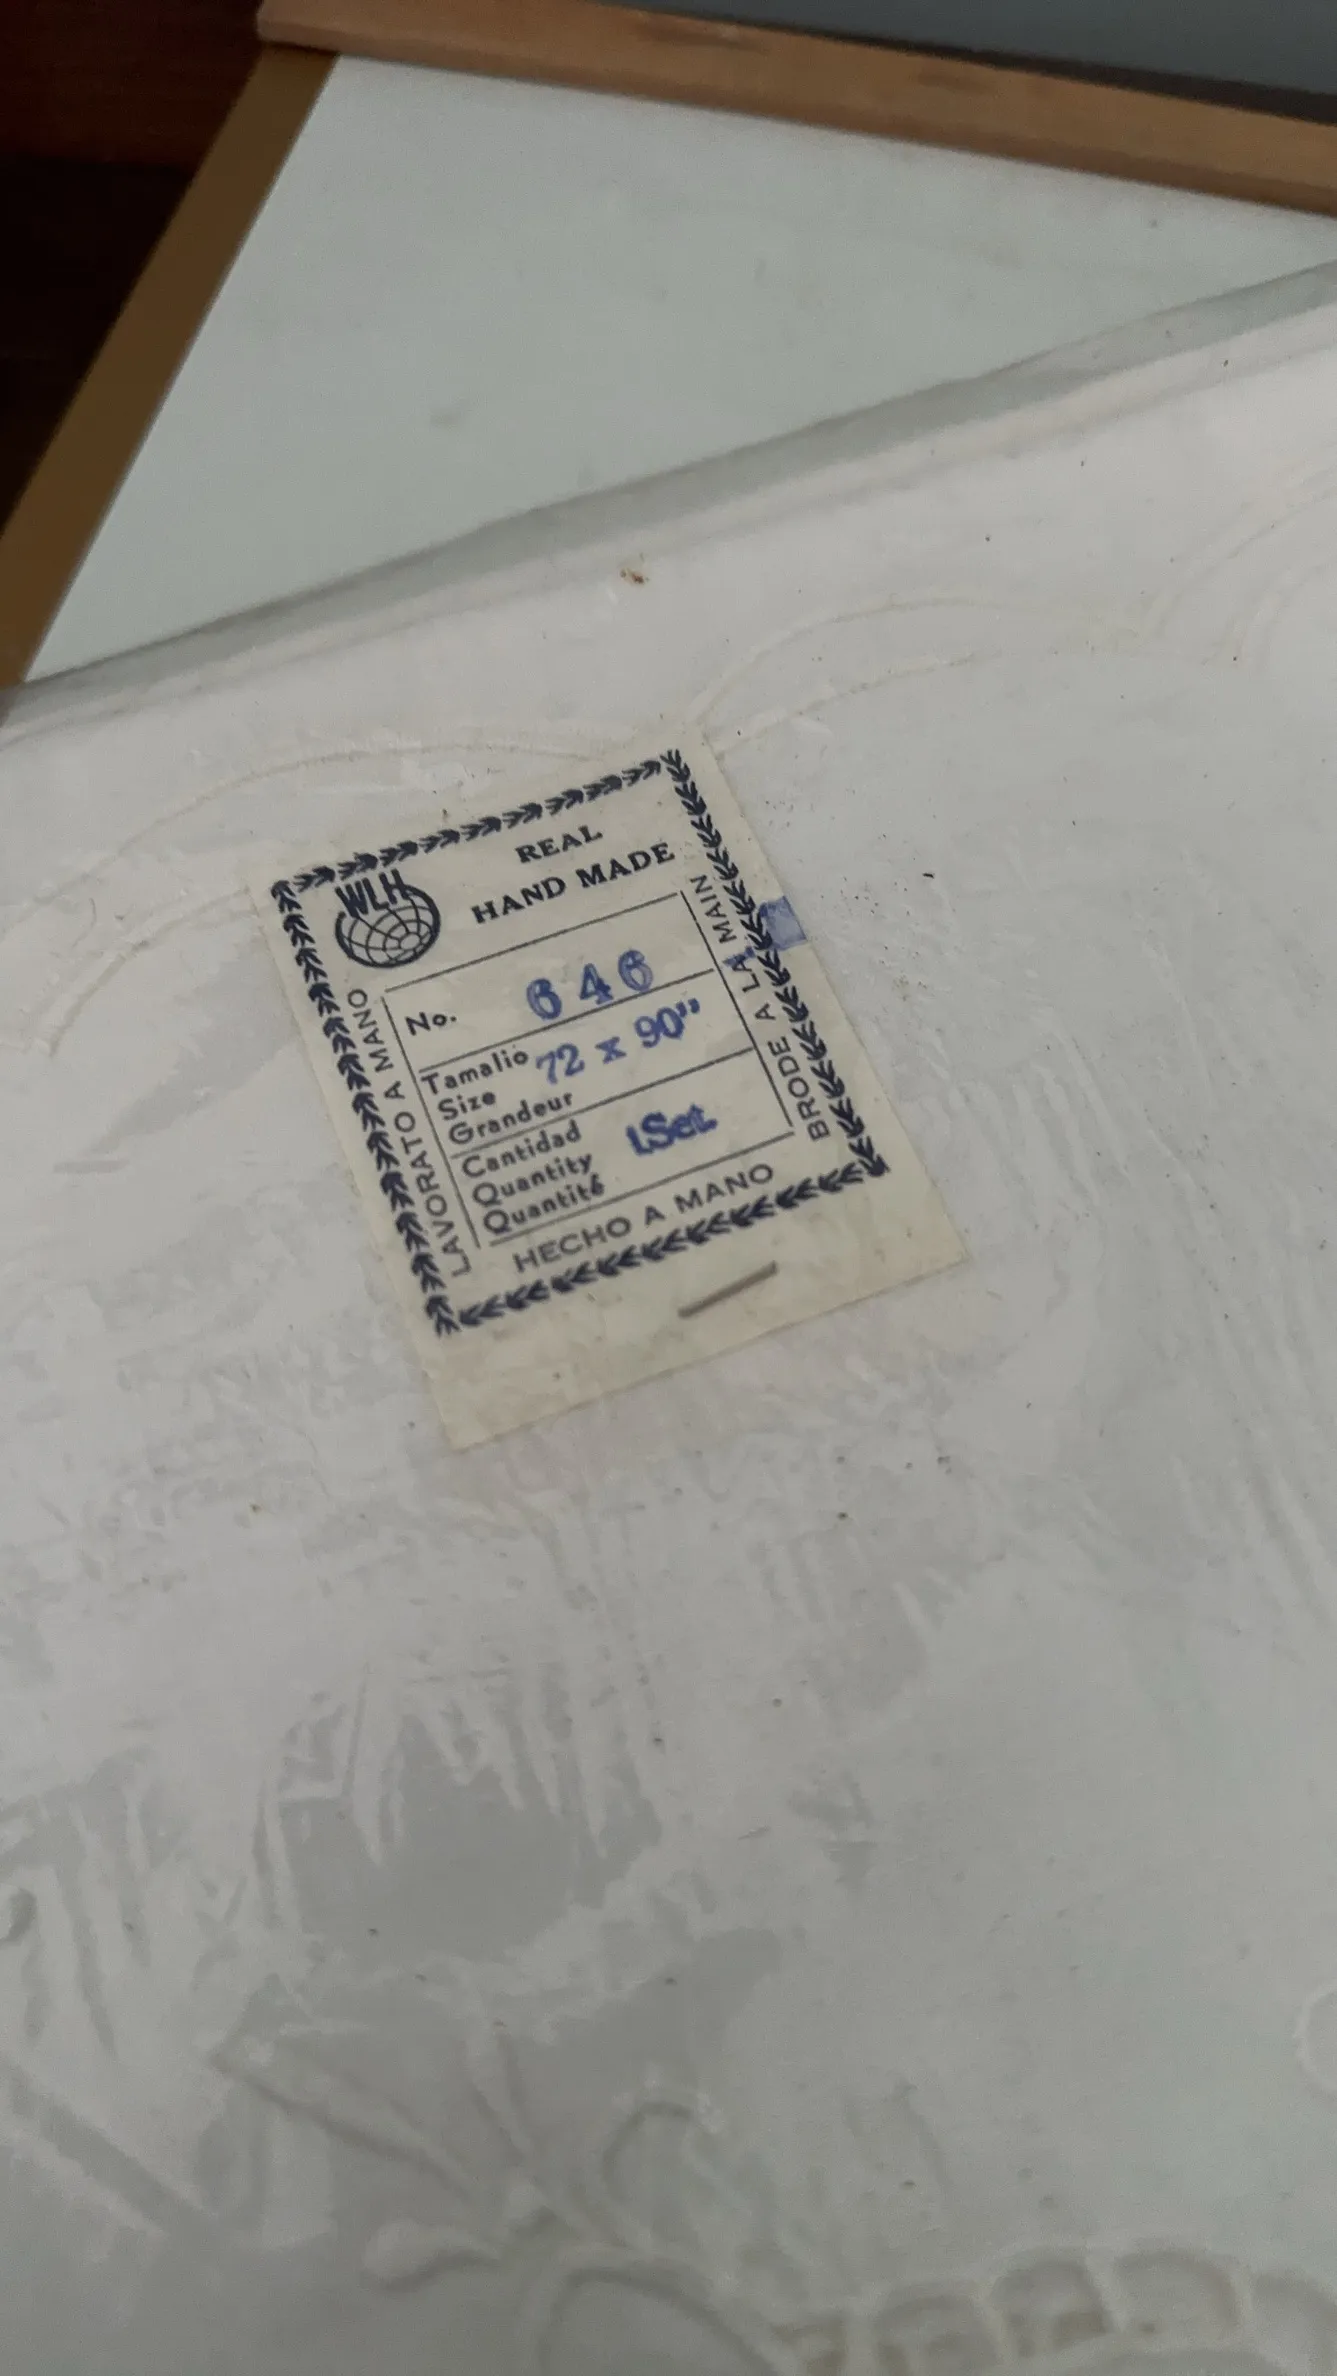 WLH
REAL
HAND MADE
No. 646
Tamalio
Size 72 x 90"
Grandeur
Cantidad
Quantity 1Set.
Quantité
HECHO A MANO
LAVORATO A MANO
BRODE A LA MAIN